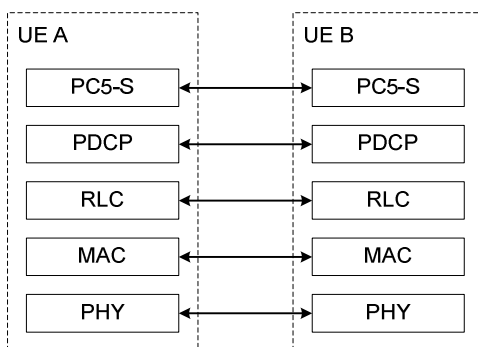 UE A UE B
PC5-S PC5-S
PDCP PDCP
RLC RLC
MAC MAC
PHY PHY